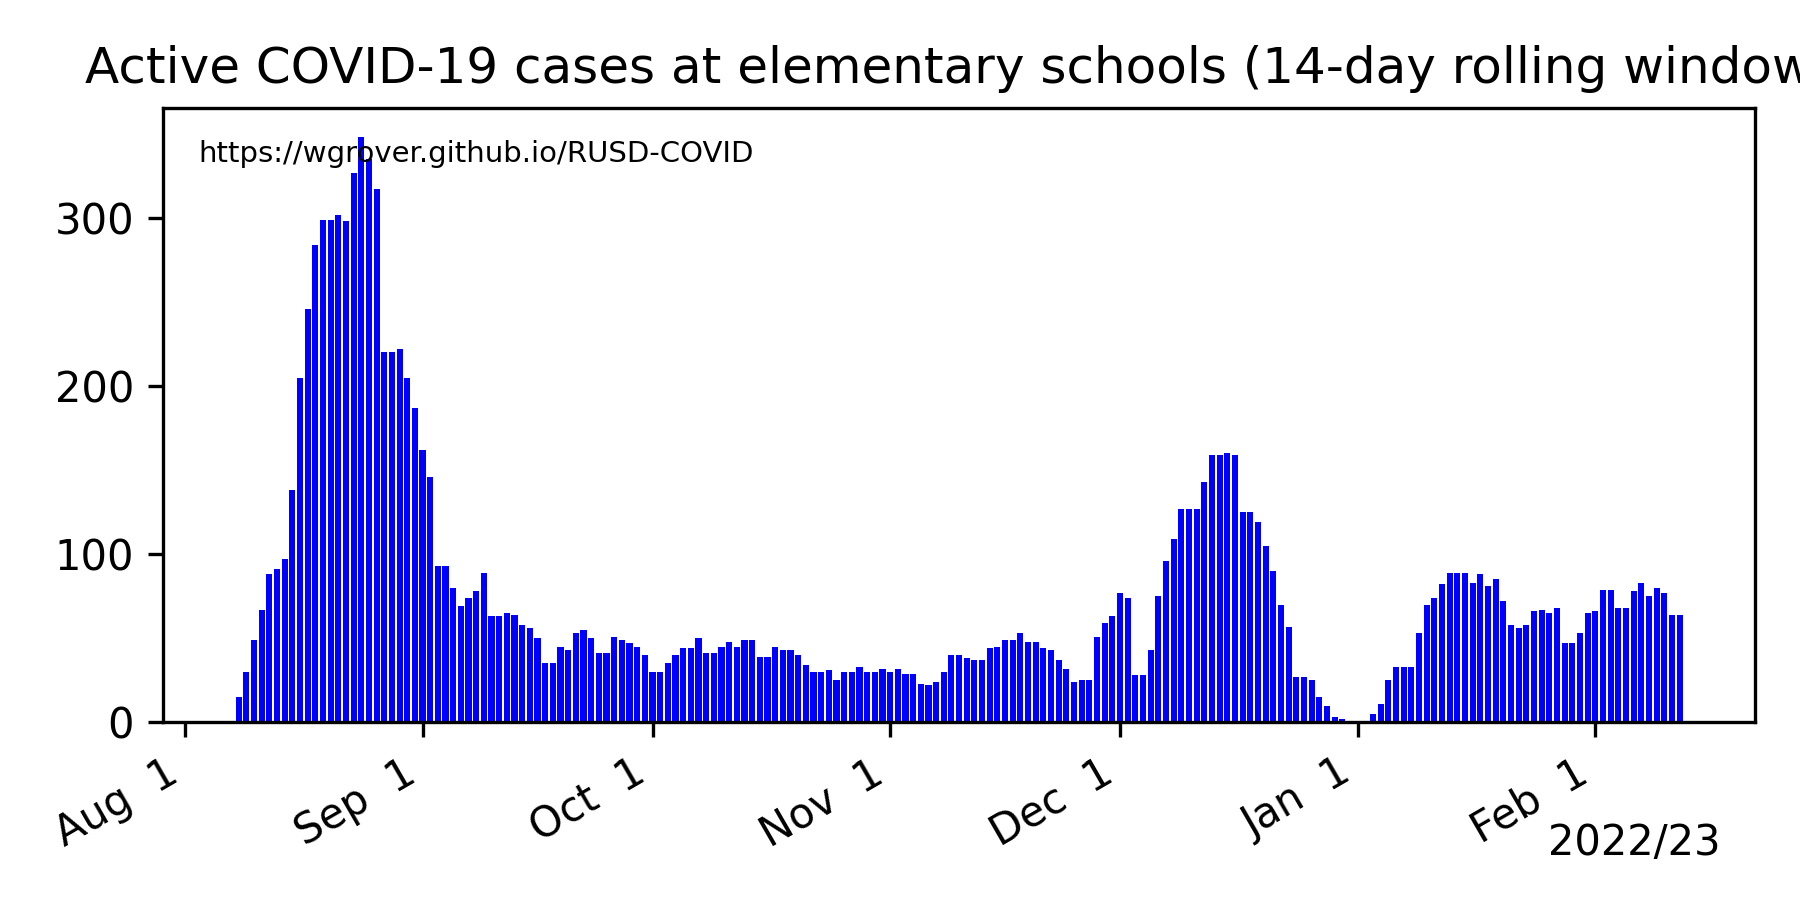 Active COVID-19 cases at elementary schools (14-day rolling window
https://wgrover.github.io/RUSD-COVID
300
200
100
0
Aug 1
Sep 1
Oct 1
Nov 1
Dec 1
Jan 1
Feb 1
2022/23